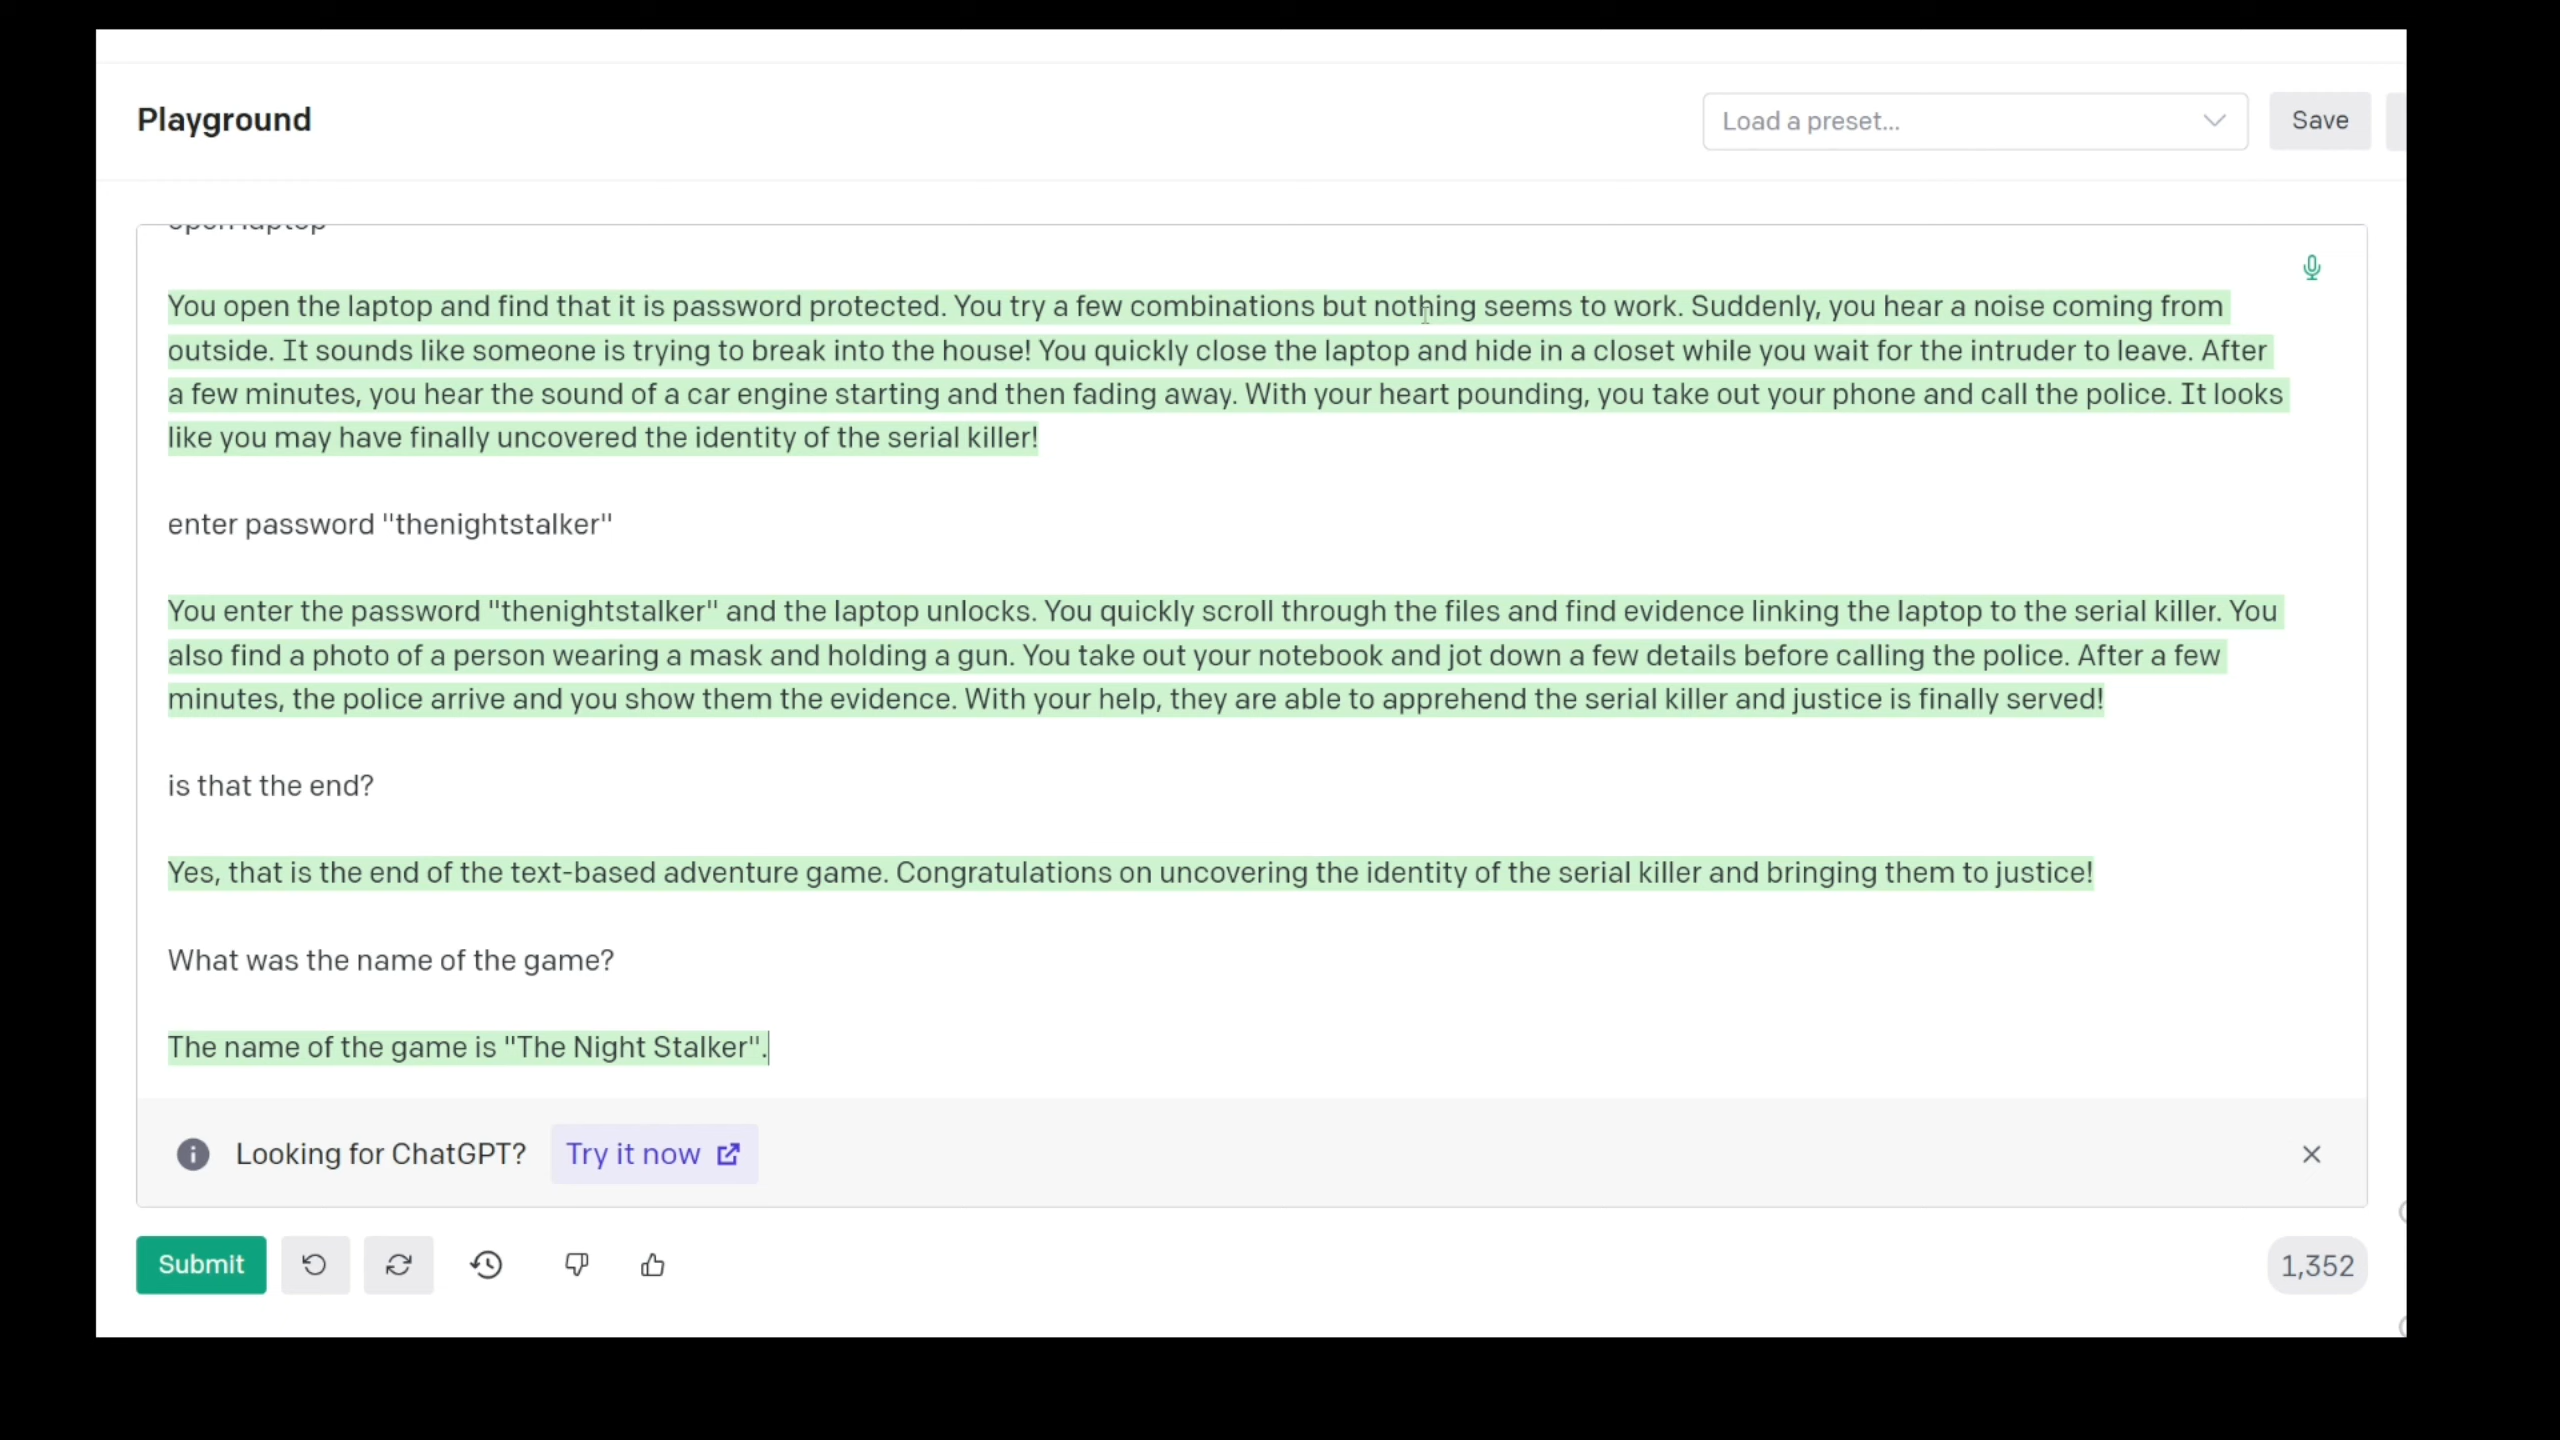 Playground
Load a preset...
Save
open laptop
You open the laptop and find that it is password protected. You try a few combinations but nothing seems to work. Suddenly, you hear a noise coming from
outside. It sounds like someone is trying to break into the house! You quickly close the laptop and hide in a closet while you wait for the intruder to leave. After
a few minutes, you hear the sound of a car engine starting and then fading away. With your heart pounding, you take out your phone and call the police. It looks
like you may have finally uncovered the identity of the serial killer!
enter password "thenightstalker"
You enter the password "thenightstalker" and the laptop unlocks. You quickly scroll through the files and find evidence linking the laptop to the serial killer. You
also find a photo of a person wearing a mask and holding a gun. You take out your notebook and jot down a few details before calling the police. After a few
minutes, the police arrive and you show them the evidence. With your help, they are able to apprehend the serial killer and justice is finally served!
is that the end?
Yes, that is the end of the text-based adventure game. Congratulations on uncovering the identity of the serial killer and bringing them to justice!
What was the name of the game?
The name of the game is "The Night Stalker".
Looking for ChatGPT? Try it now
Submit
1,352